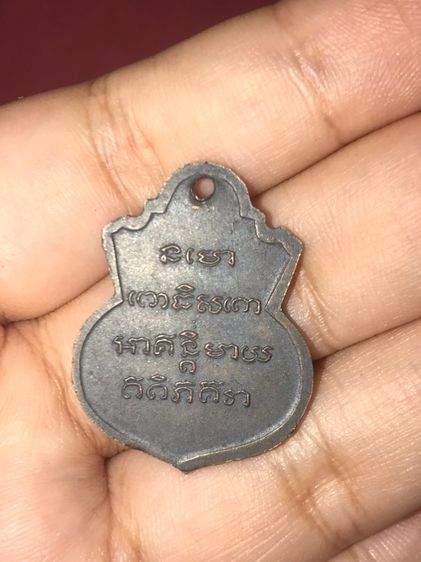 នមោ
ពោធិសតោ
អាគន្តិមាយ
ឥតិភគវា